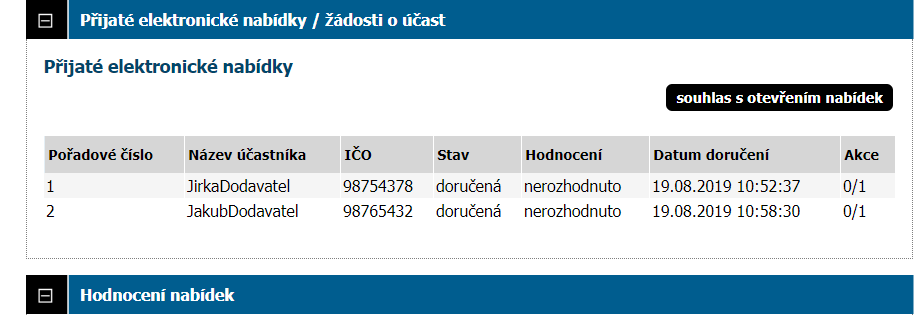 Přijaté elektronické nabídky / žádosti o účast
Přijaté elektronické nabídky
souhlas s otevřením nabídek
Pořadové číslo Název účastníka IČO Stav Hodnocení Datum doručení Akce
1 JirkaDodavatel 98754378 doručená nerozhodnuto 19.08.2019 10:52:37 0/1
2 JakubDodavatel 98765432 doručená nerozhodnuto 19.08.2019 10:58:30 0/1
Hodnocení nabídek